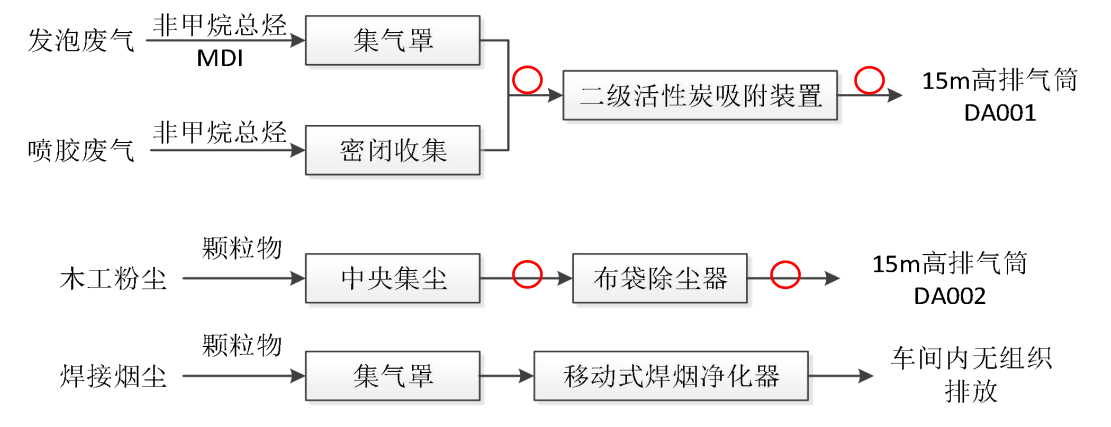 发泡废气
非甲烷总烃
MDI
集气罩
二级活性炭吸附装置
15m高排气筒
DA001
喷胶废气
非甲烷总烃
密闭收集
木工粉尘
颗粒物
中央集尘
布袋除尘器
15m高排气筒
DA002
焊接烟尘
颗粒物
集气罩
移动式焊烟净化器
车间内无组织
排放